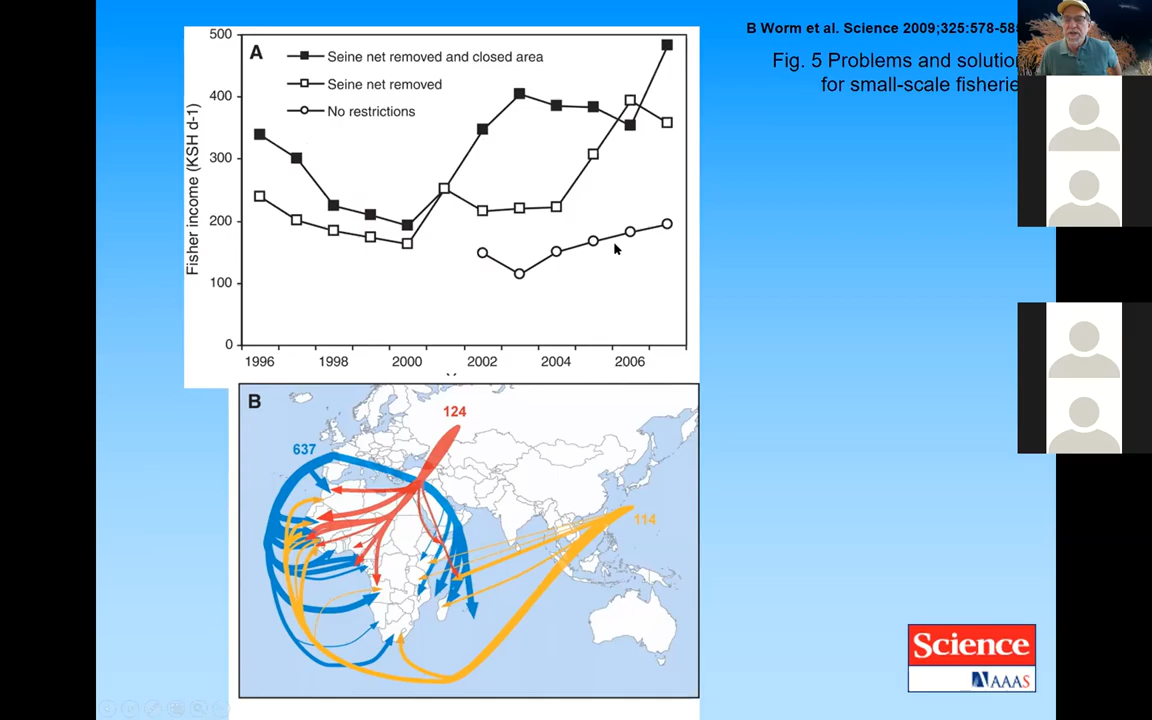 B Worm et al. Science 2009;325:578-58
Fig. 5 Problems and solutio
for small-scale fisherie
A
Seine net removed and closed area
Seine net removed
No restrictions
Fisher income (KSH d-1)
500
400
300
200
100
0
1996 1998 2000 2002 2004 2006
B
124
637
114
Science
AAAS